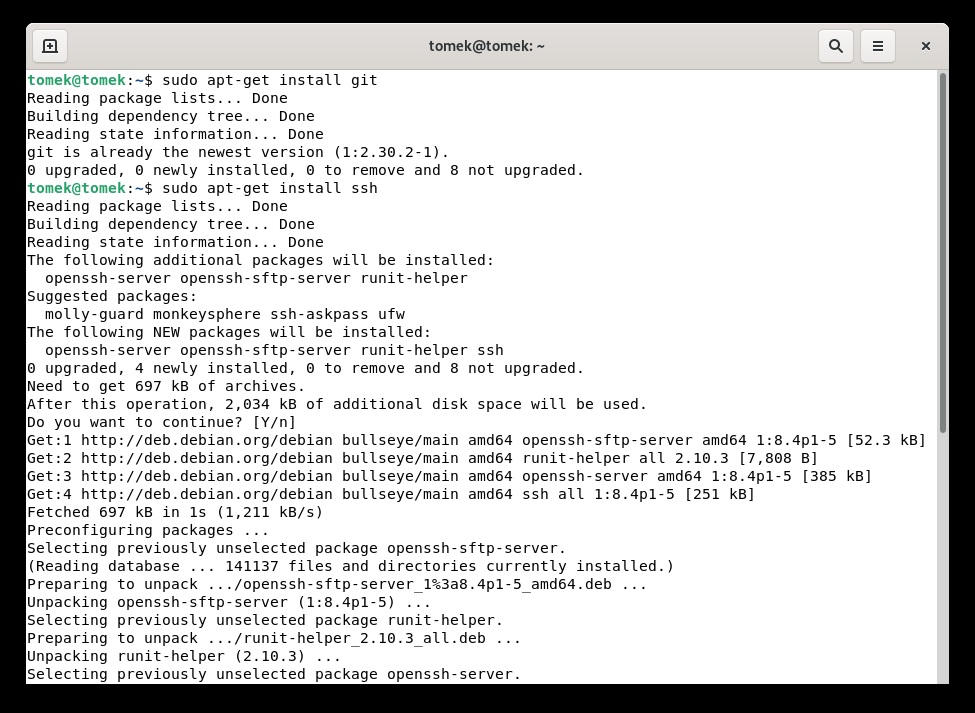 tomek@tomek: ~
tomek@tomek:~$ sudo apt-get install git
Reading package lists... Done
Building dependency tree... Done
Reading state information... Done
git is already the newest version (1:2.30.2-1).
0 upgraded, 0 newly installed, 0 to remove and 8 not upgraded.
tomek@tomek:~$ sudo apt-get install ssh
Reading package lists... Done
Building dependency tree... Done
Reading state information... Done
The following additional packages will be installed:
  openssh-server openssh-sftp-server runit-helper
Suggested packages:
  molly-guard monkeysphere ssh-askpass ufw
The following NEW packages will be installed:
  openssh-server openssh-sftp-server runit-helper ssh
0 upgraded, 4 newly installed, 0 to remove and 8 not upgraded.
Need to get 697 kB of archives.
After this operation, 2,034 kB of additional disk space will be used.
Do you want to continue? [Y/n]
Get:1 http://deb.debian.org/debian bullseye/main amd64 openssh-sftp-server amd64 1:8.4p1-5 [52.3 kB]
Get:2 http://deb.debian.org/debian bullseye/main amd64 runit-helper all 2.10.3 [7,808 B]
Get:3 http://deb.debian.org/debian bullseye/main amd64 openssh-server amd64 1:8.4p1-5 [385 kB]
Get:4 http://deb.debian.org/debian bullseye/main amd64 ssh all 1:8.4p1-5 [251 kB]
Fetched 697 kB in 1s (1,211 kB/s)
Preconfiguring packages ...
Selecting previously unselected package openssh-sftp-server.
(Reading database ... 141137 files and directories currently installed.)
Preparing to unpack .../openssh-sftp-server_1%3a8.4p1-5_amd64.deb ...
Unpacking openssh-sftp-server (1:8.4p1-5) ...
Selecting previously unselected package runit-helper.
Preparing to unpack .../runit-helper_2.10.3_all.deb ...
Unpacking runit-helper (2.10.3) ...
Selecting previously unselected package openssh-server.